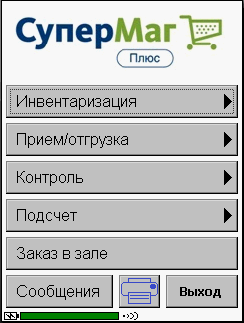 СуперМаг
Плюс
Инвентаризация
Прием/отгрузка
Контроль
Подсчет
Заказ в зале
Сообщения
Выход